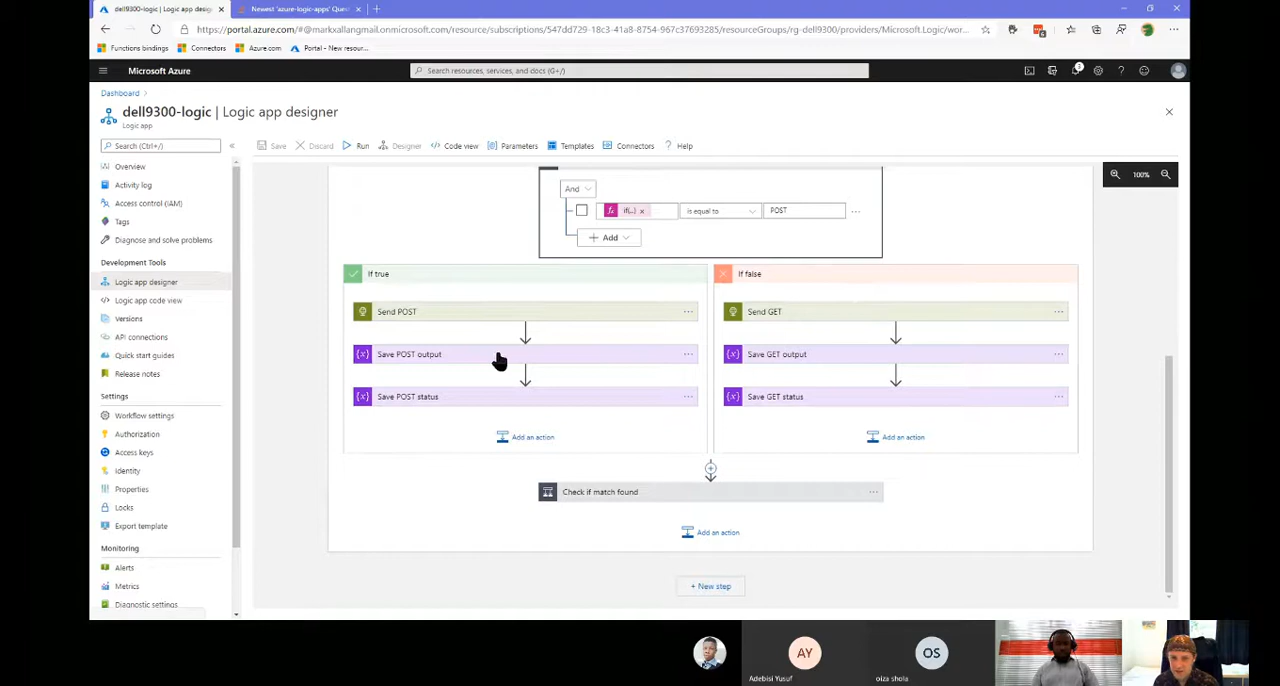 dell9300-logic | Logic app desig
Newest 'azure-logic-apps' Quest
https://portal.azure.com/#@markxallangmail.onmicrosoft.com/resource/subscriptions/547dd729-18c3-41a8-8754-967c37693285/resourceGroups/rg-dell9300/providers/Microsoft.Logic/wor...
Functions bindings
Connectors
Azure.com
Portal - New resour...
Microsoft Azure
Search resources, services, and docs (G+/)
Dashboard
dell9300-logic | Logic app designer
Logic app
Search (Ctrl+/)
Save
Discard
Run
Designer
Code view
Parameters
Templates
Connectors
Help
Overview
Activity log
Access control (IAM)
Tags
Diagnose and solve problems
Development Tools
Logic app designer
Logic app code view
Versions
API connections
Quick start guides
Release notes
Settings
Workflow settings
Authorization
Access keys
Identity
Properties
Locks
Export template
Monitoring
Alerts
Metrics
Diagnostic settings
100%
And
fx if(...) x
is equal to
POST
...
Add
If true
If false
Send POST
Send GET
Save POST output
Save GET output
Save POST status
Save GET status
Add an action
Add an action
Check if match found
Add an action
+ New step
AY
Adebisi Yusuf
OS
oiza shola